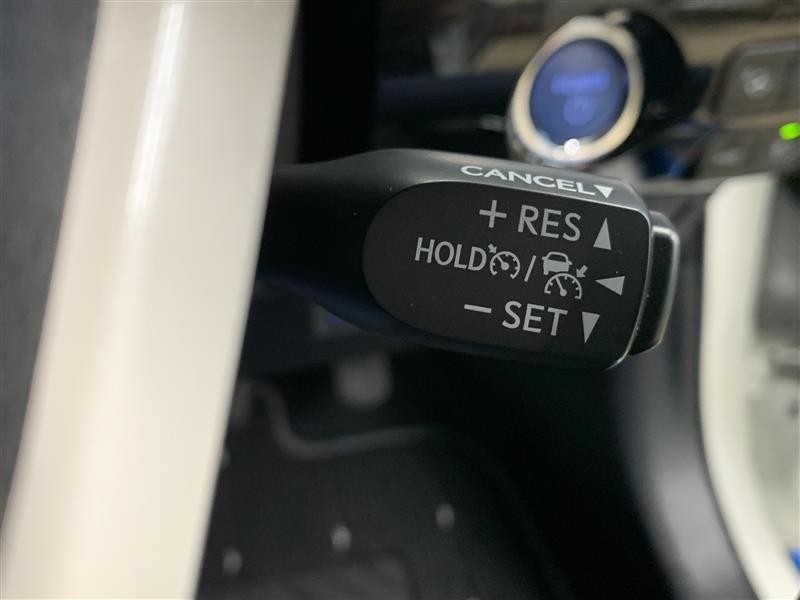 CANCEL▼
+ RES ▲
HOLD / ◀
− SET ▼